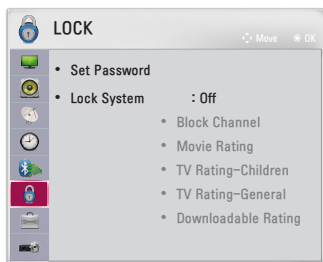 LOCK
Move OK
• Set Password
• Lock System : Off
• Block Channel
• Movie Rating
• TV Rating-Children
• TV Rating-General
• Downloadable Rating